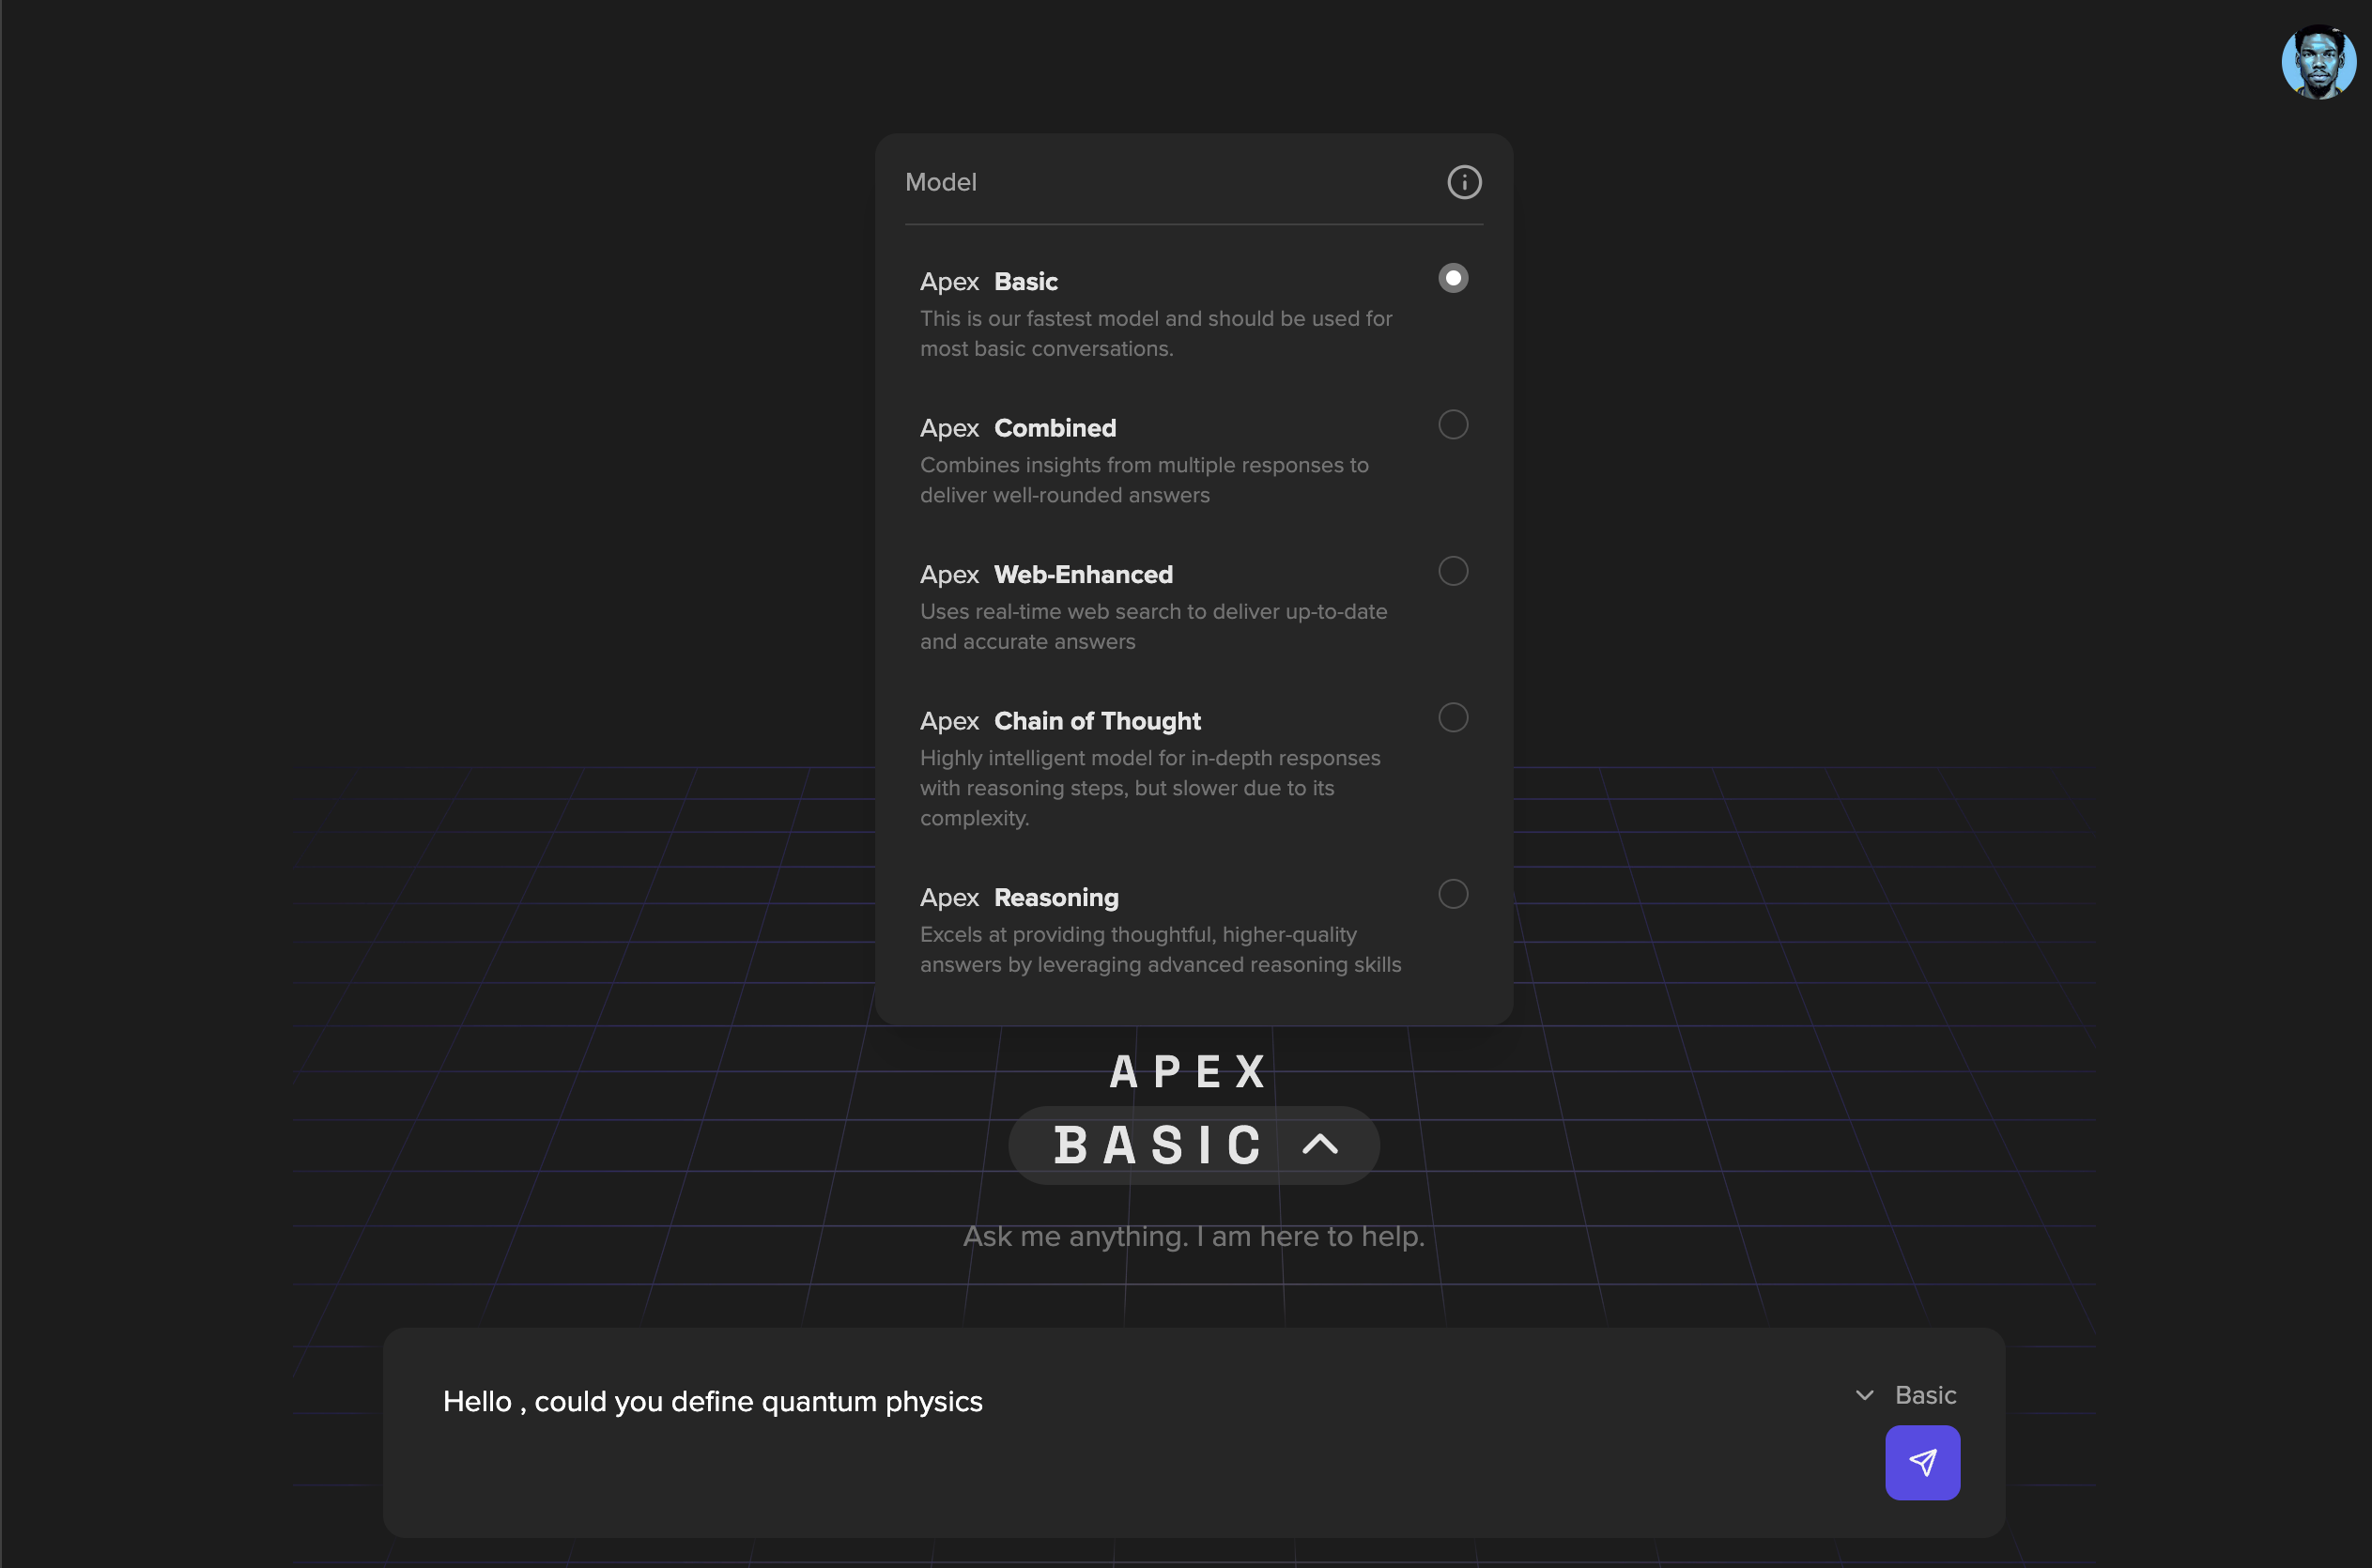 Model
Apex Basic
This is our fastest model and should be used for
most basic conversations.
Apex Combined
Combines insights from multiple responses to
deliver well-rounded answers
Apex Web-Enhanced
Uses real-time web search to deliver up-to-date
and accurate answers
Apex Chain of Thought
Highly intelligent model for in-depth responses
with reasoning steps, but slower due to its
complexity.
Apex Reasoning
Excels at providing thoughtful, higher-quality
answers by leveraging advanced reasoning skills
APEX
BASIC
Ask me anything. I am here to help.
Hello , could you define quantum physics
Basic